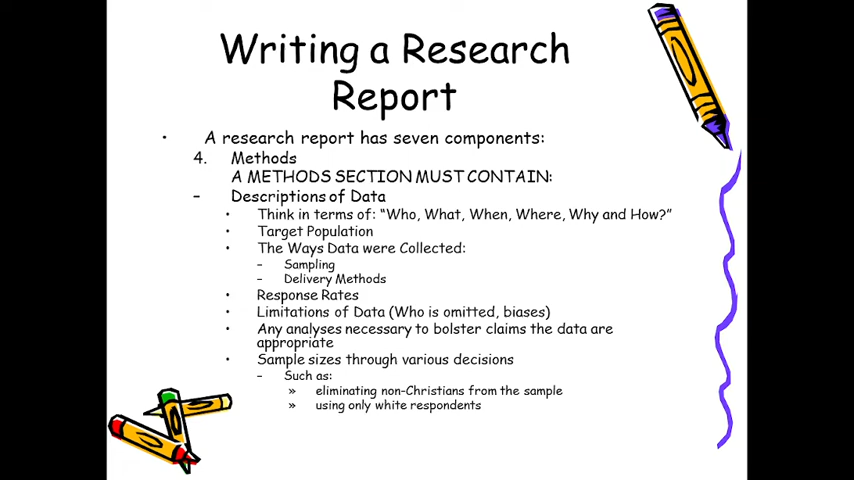 Writing a Research
Report
• A research report has seven components:
4. Methods
A METHODS SECTION MUST CONTAIN:
– Descriptions of Data
• Think in terms of: “Who, What, When, Where, Why and How?”
• Target Population
• The Ways Data were Collected:
– Sampling
– Delivery Methods
• Response Rates
• Limitations of Data (Who is omitted, biases)
• Any analyses necessary to bolster claims the data are
appropriate
• Sample sizes through various decisions
– Such as:
» eliminating non-Christians from the sample
» using only white respondents